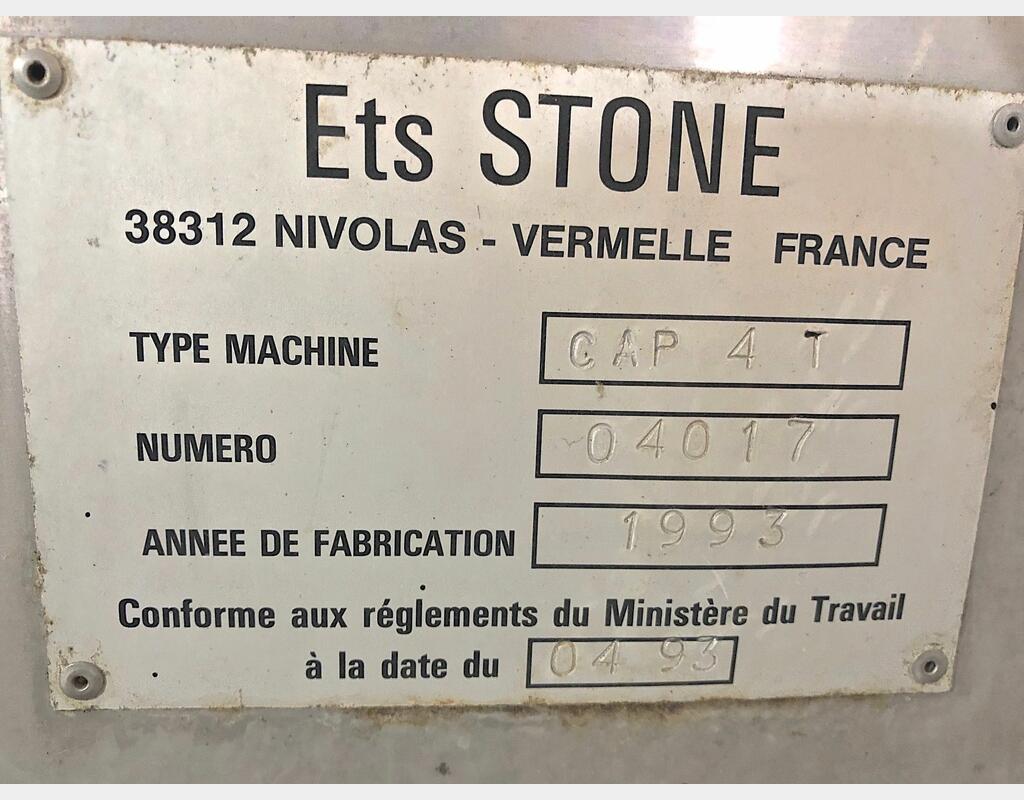 Ets STONE
38312 NIVOLAS - VERMELLE FRANCE
TYPE MACHINE CAP 4 T
NUMERO 04017
ANNEE DE FABRICATION 1993
Conforme aux réglements du Ministère du Travail
à la date du 04 93